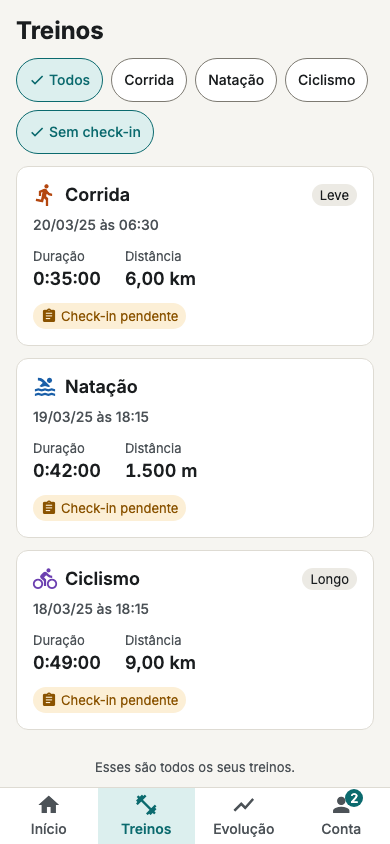 Treinos
Todos
Corrida
Natação
Ciclismo
Sem check-in
Corrida
Leve
20/03/25 às 06:30
Duração
Distância
0:35:00
6,00 km
Check-in pendente
Natação
19/03/25 às 18:15
Duração
Distância
0:42:00
1.500 m
Check-in pendente
Ciclismo
Longo
18/03/25 às 18:15
Duração
Distância
0:49:00
9,00 km
Check-in pendente
Esses são todos os seus treinos.
2
Início
Treinos
Evolução
Conta